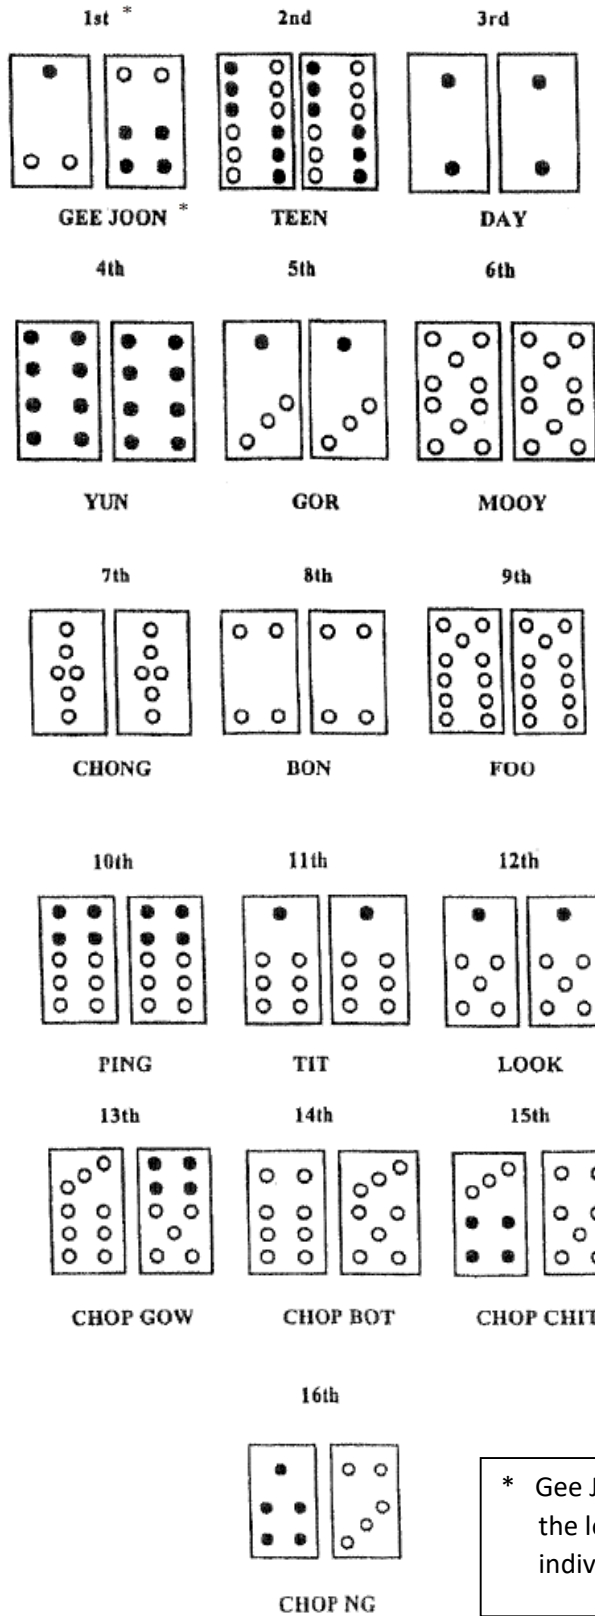 1st * 2nd 3rd
GEE JOON * TEEN DAY
4th 5th 6th
YUN GOR MOOY
7th 8th 9th
CHONG BON FOO
10th 11th 12th
PING TIT LOOK
13th 14th 15th
CHOP GOW CHOP BOT CHOP CHIT
16th
CHOP NG
* Gee J
the l
indiv